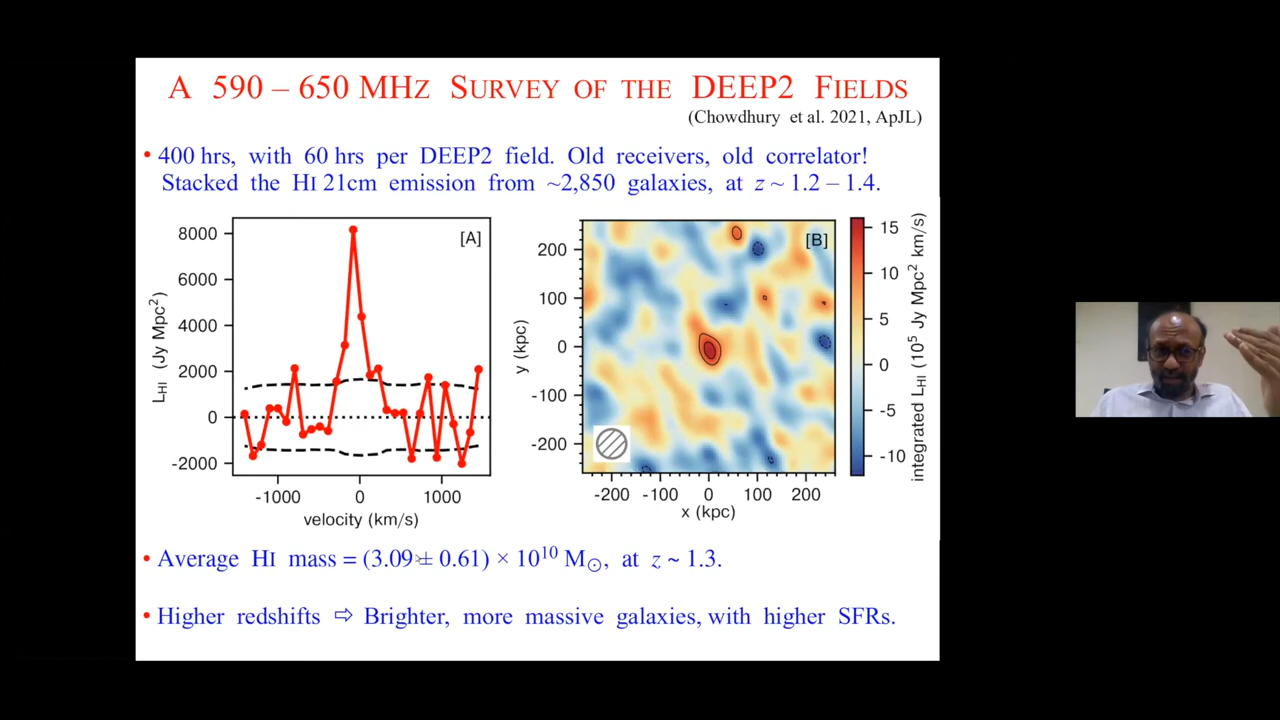 A 590 – 650 MHz Survey of the DEEP2 Fields
(Chowdhury et al. 2021, ApJL)
• 400 hrs, with 60 hrs per DEEP2 field. Old receivers, old correlator!
Stacked the HI 21cm emission from ~2,850 galaxies, at z ~ 1.2 – 1.4.
[A]
8000
6000
4000
2000
0
-2000
L_HI (Jy Mpc²)
-1000 0 1000
velocity (km/s)
[B]
200
100
0
-100
-200
y (kpc)
-200 -100 0 100 200
x (kpc)
15
10
5
0
-5
-10
integrated L_HI (10⁵ Jy Mpc² km/s)
• Average HI mass = (3.09 ± 0.61) × 10¹⁰ M☉, at z ~ 1.3.
• Higher redshifts ⇨ Brighter, more massive galaxies, with higher SFRs.